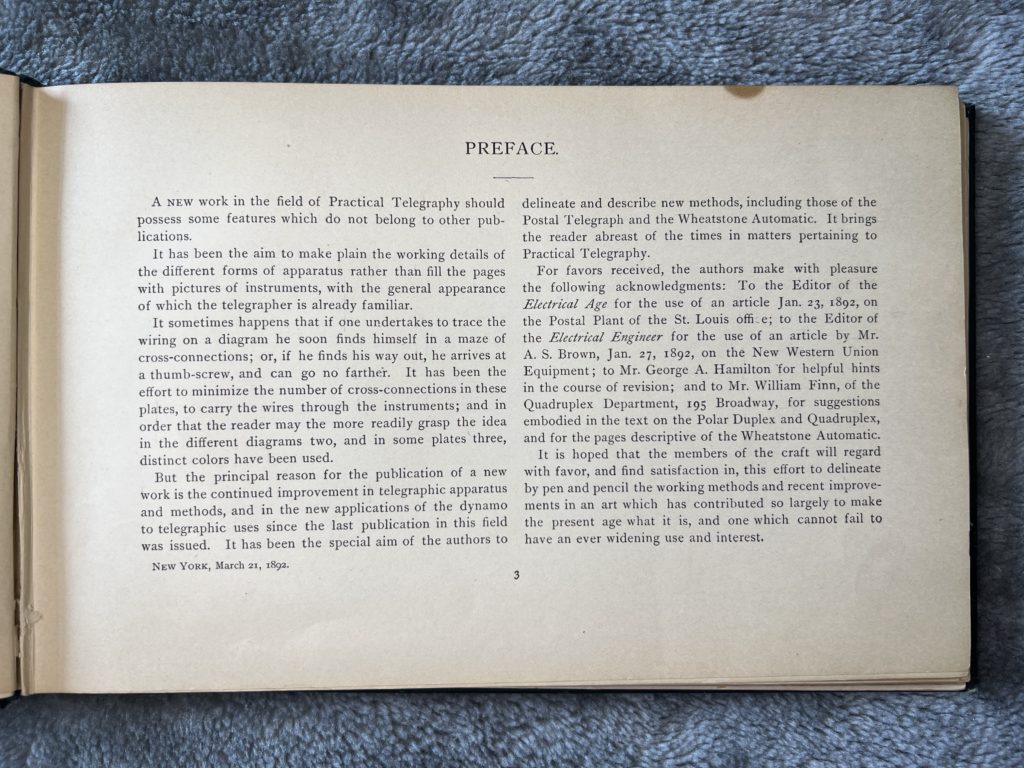 PREFACE.
A NEW work in the field of Practical Telegraphy should
possess some features which do not belong to other pub-
lications.
It has been the aim to make plain the working details of
the different forms of apparatus rather than fill the pages
with pictures of instruments, with the general appearance
of which the telegrapher is already familiar.
It sometimes happens that if one undertakes to trace the
wiring on a diagram he soon finds himself in a maze of
cross-connections; or, if he finds his way out, he arrives at
a thumb-screw, and can go no farther. It has been the
effort to minimize the number of cross-connections in these
plates, to carry the wires through the instruments; and in
order that the reader may the more readily grasp the idea
in the different diagrams two, and in some plates three,
distinct colors have been used.
But the principal reason for the publication of a new
work is the continued improvement in telegraphic apparatus
and methods, and in the new applications of the dynamo
to telegraphic uses since the last publication in this field
was issued. It has been the special aim of the authors to
NEW YORK, March 21, 1892.
delineate and describe new methods, including those of the
Postal Telegraph and the Wheatstone Automatic. It brings
the reader abreast of the times in matters pertaining to
Practical Telegraphy.
For favors received, the authors make with pleasure
the following acknowledgments: To the Editor of the
Electrical Age for the use of an article Jan. 23, 1892, on
the Postal Plant of the St. Louis office; to the Editor of
the Electrical Engineer for the use of an article by Mr.
A. S. Brown, Jan. 27, 1892, on the New Western Union
Equipment; to Mr. George A. Hamilton for helpful hints
in the course of revision; and to Mr. William Finn, of the
Quadruplex Department, 195 Broadway, for suggestions
embodied in the text on the Polar Duplex and Quadruplex,
and for the pages descriptive of the Wheatstone Automatic.
It is hoped that the members of the craft will regard
with favor, and find satisfaction in, this effort to delineate
by pen and pencil the working methods and recent improve-
ments in an art which has contributed so largely to make
the present age what it is, and one which cannot fail to
have an ever widening use and interest.
3